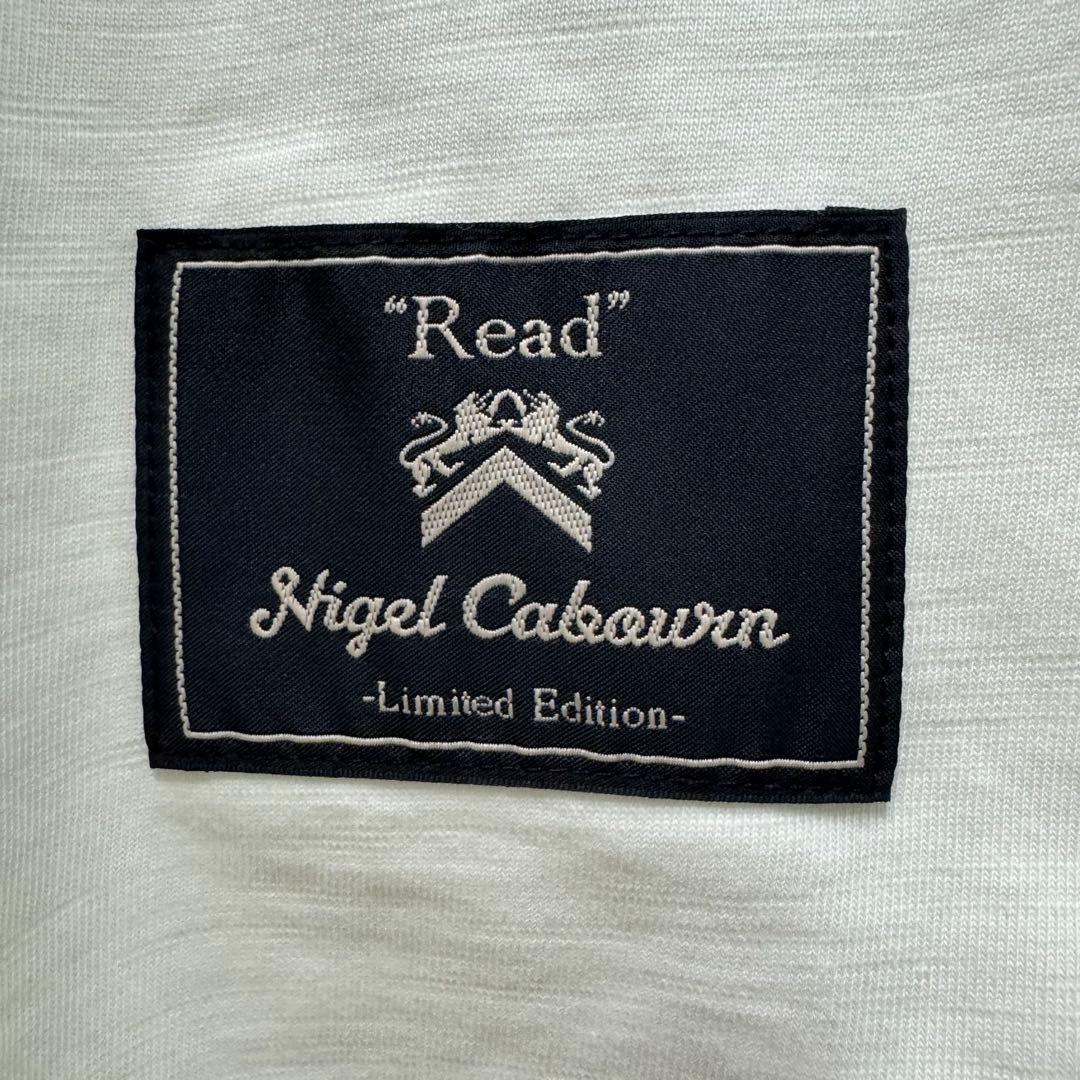 “Read”
Nigel Cabourn
-Limited Edition-